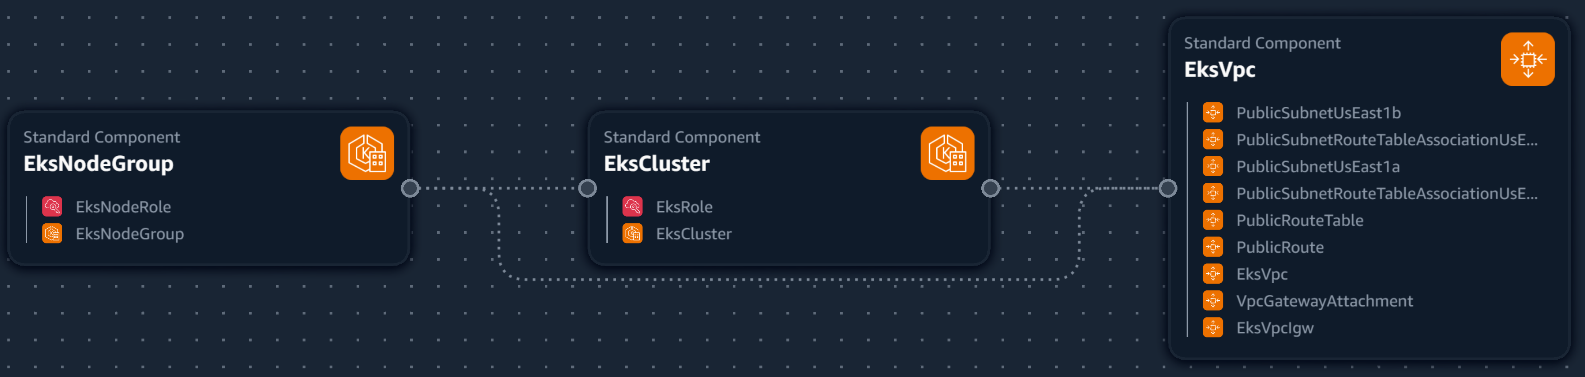 Standard Component
EksNodeGroup
EksNodeRole
EksNodeGroup
Standard Component
EksCluster
EksRole
EksCluster
Standard Component
EksVpc
PublicSubnetUsEast1b
PublicSubnetRouteTableAssociationUsE...
PublicSubnetUsEast1a
PublicSubnetRouteTableAssociationUsE...
PublicRouteTable
PublicRoute
EksVpc
VpcGatewayAttachment
EksVpcIgw